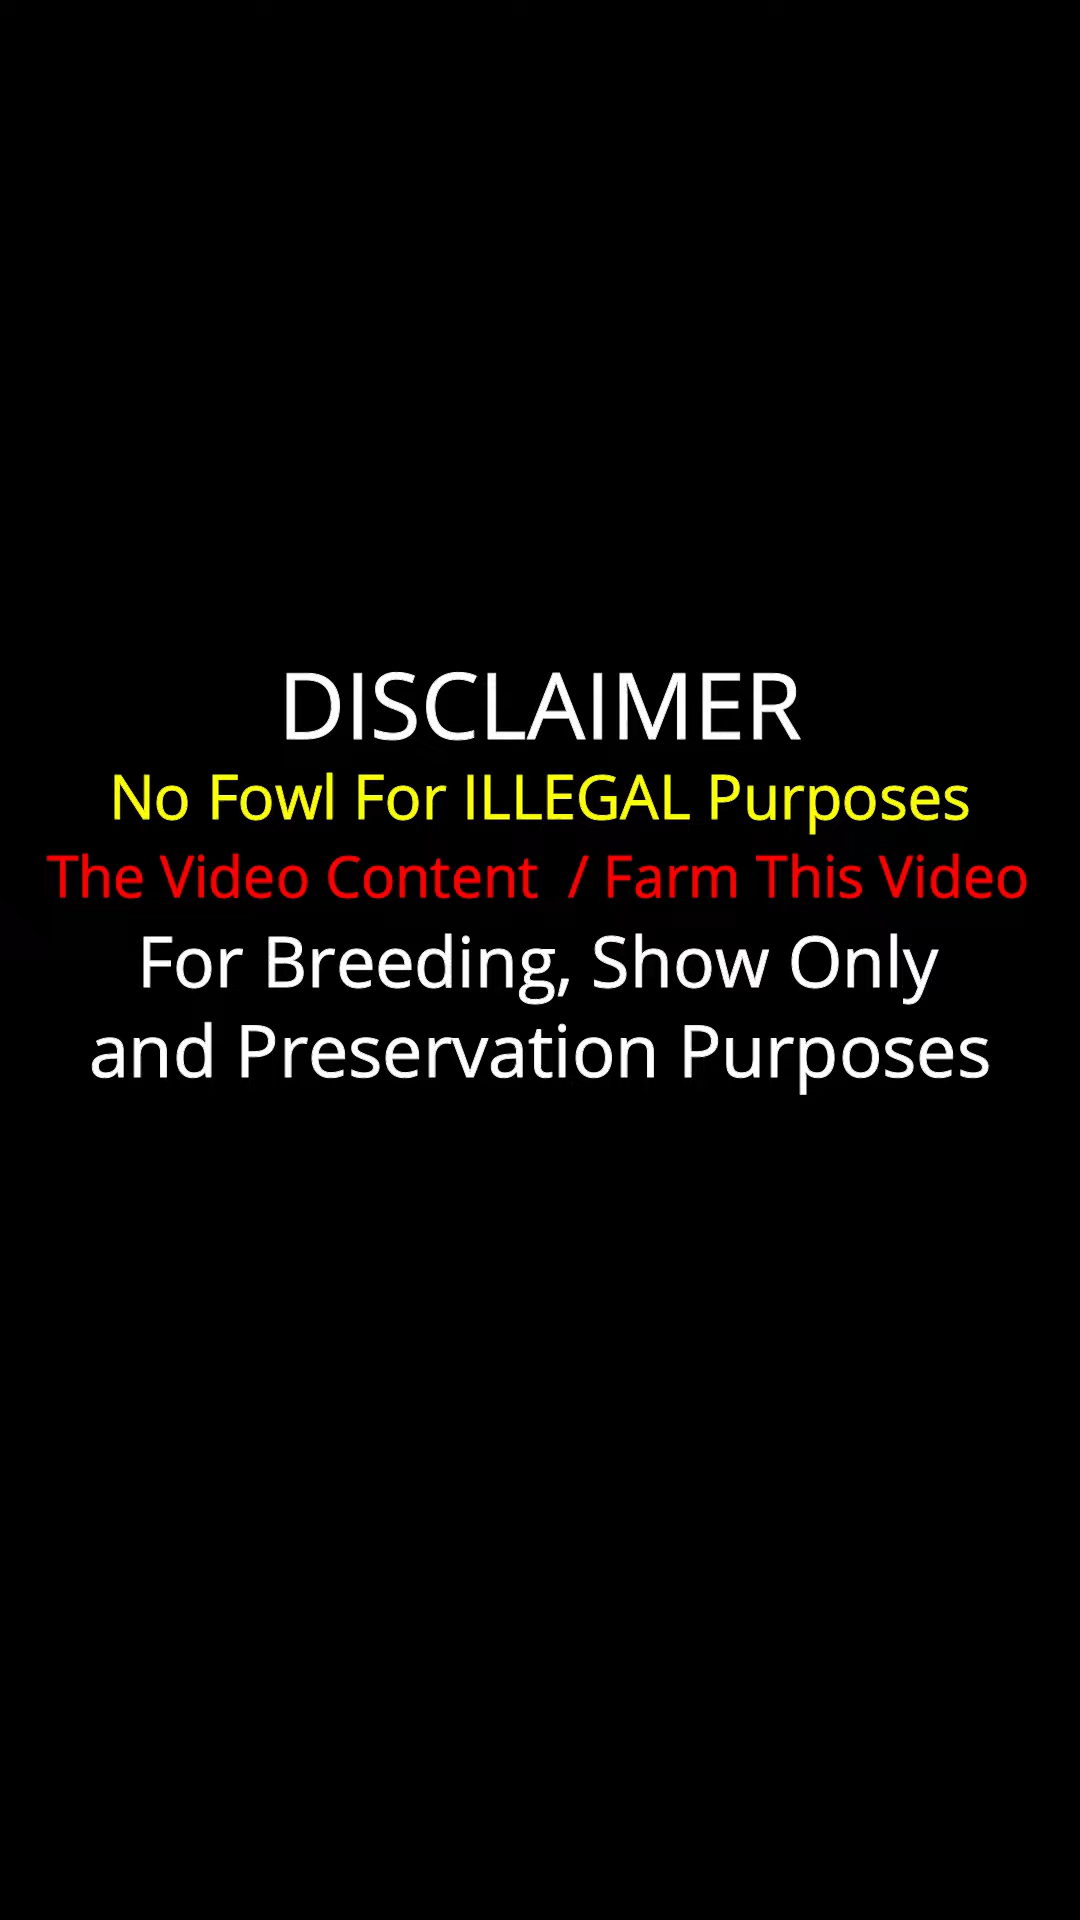 DISCLAIMER
No Fowl For ILLEGAL Purposes
The Video Content / Farm This Video
For Breeding, Show Only
and Preservation Purposes